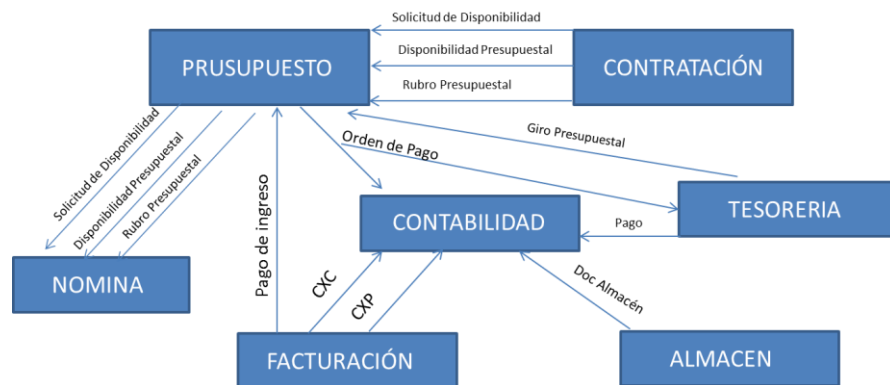 Solicitud de Disponibilidad
PRUSUPUESTO
Disponibilidad Presupuestal
CONTRATACIÓN
Rubro Presupuestal
Giro Presupuestal
Orden de Pago
Solicitud de Disponibilidad
Disponibilidad Presupuestal
Rubro Presupuestal
Pago de ingreso
CONTABILIDAD
TESORERIA
Pago
NOMINA
CXC
CXP
Doc Almacén
FACTURACIÓN
ALMACEN